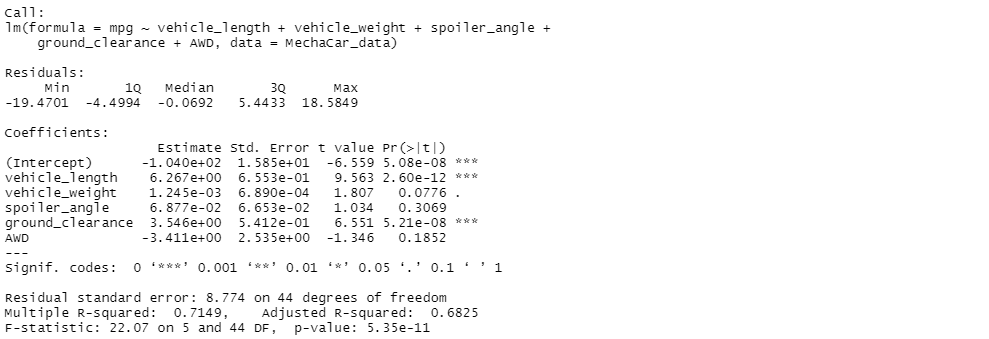 Call:
lm(formula = mpg ~ vehicle_length + vehicle_weight + spoiler_angle +
    ground_clearance + AWD, data = MechaCar_data)

Residuals:
     Min       1Q   Median       3Q      Max
-19.4701  -4.4994  -0.0692   5.4433  18.5849

Coefficients:
                   Estimate Std. Error t value Pr(>|t|)
(Intercept)      -1.040e+02  1.585e+01  -6.559 5.08e-08 ***
vehicle_length    6.267e+00  6.553e-01   9.563 2.60e-12 ***
vehicle_weight    1.245e-03  6.890e-04   1.807   0.0776 .
spoiler_angle     6.877e-02  6.653e-02   1.034   0.3069
ground_clearance  3.546e+00  5.412e-01   6.551 5.21e-08 ***
AWD              -3.411e+00  2.535e+00  -1.346   0.1852
---
Signif. codes:  0 ‘***’ 0.001 ‘**’ 0.01 ‘*’ 0.05 ‘.’ 0.1 ‘ ’ 1

Residual standard error: 8.774 on 44 degrees of freedom
Multiple R-squared:  0.7149,    Adjusted R-squared:  0.6825
F-statistic: 22.07 on 5 and 44 DF,  p-value: 5.35e-11